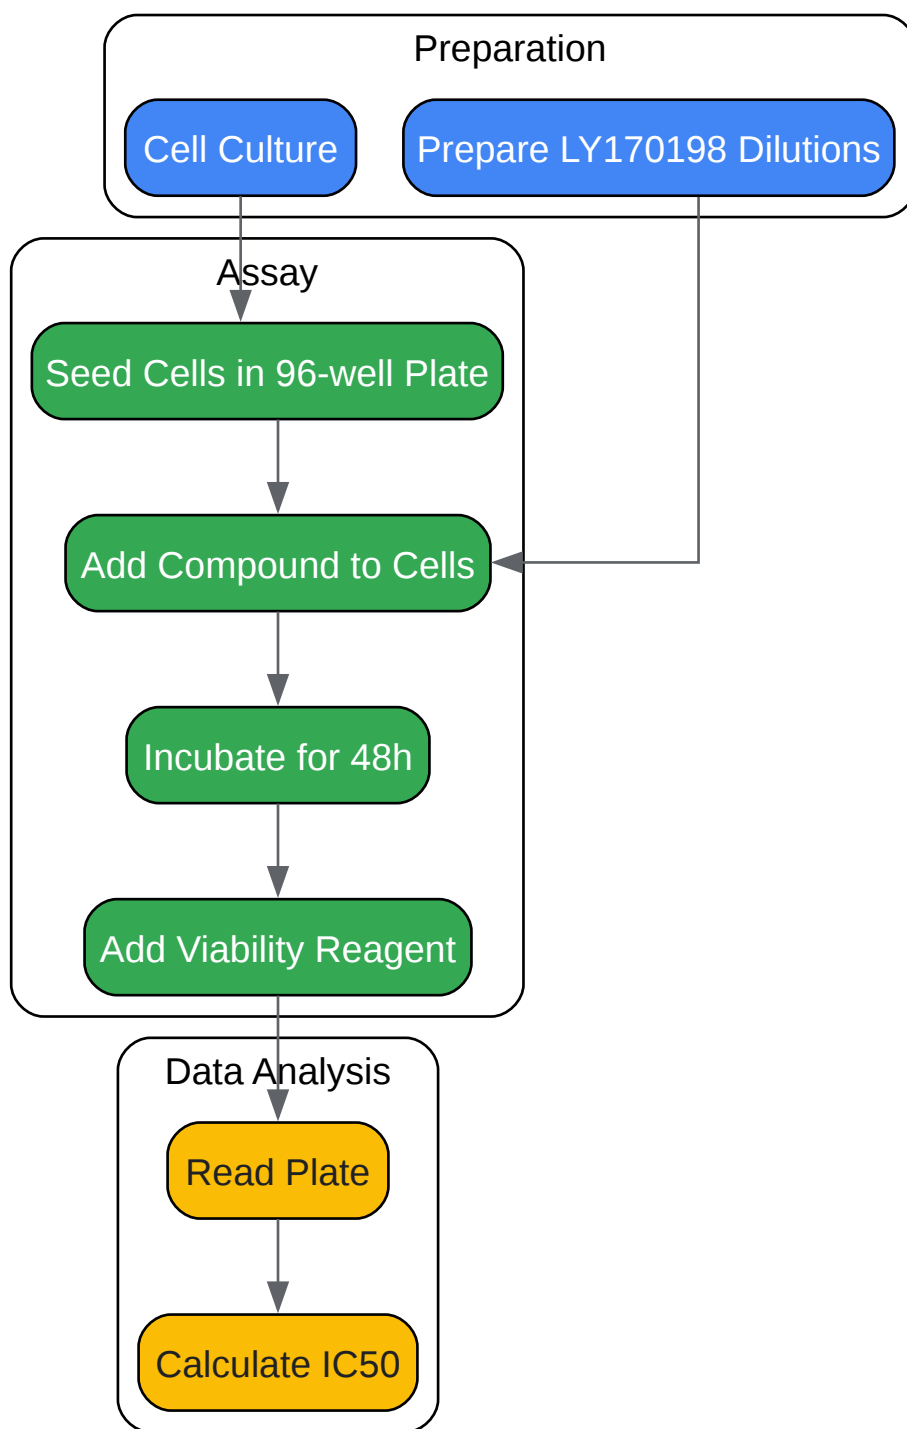 Preparation
Cell Culture
Prepare LY170198 Dilutions
Assay
Seed Cells in 96-well Plate
Add Compound to Cells
Incubate for 48h
Add Viability Reagent
Data Analysis
Read Plate
Calculate IC50